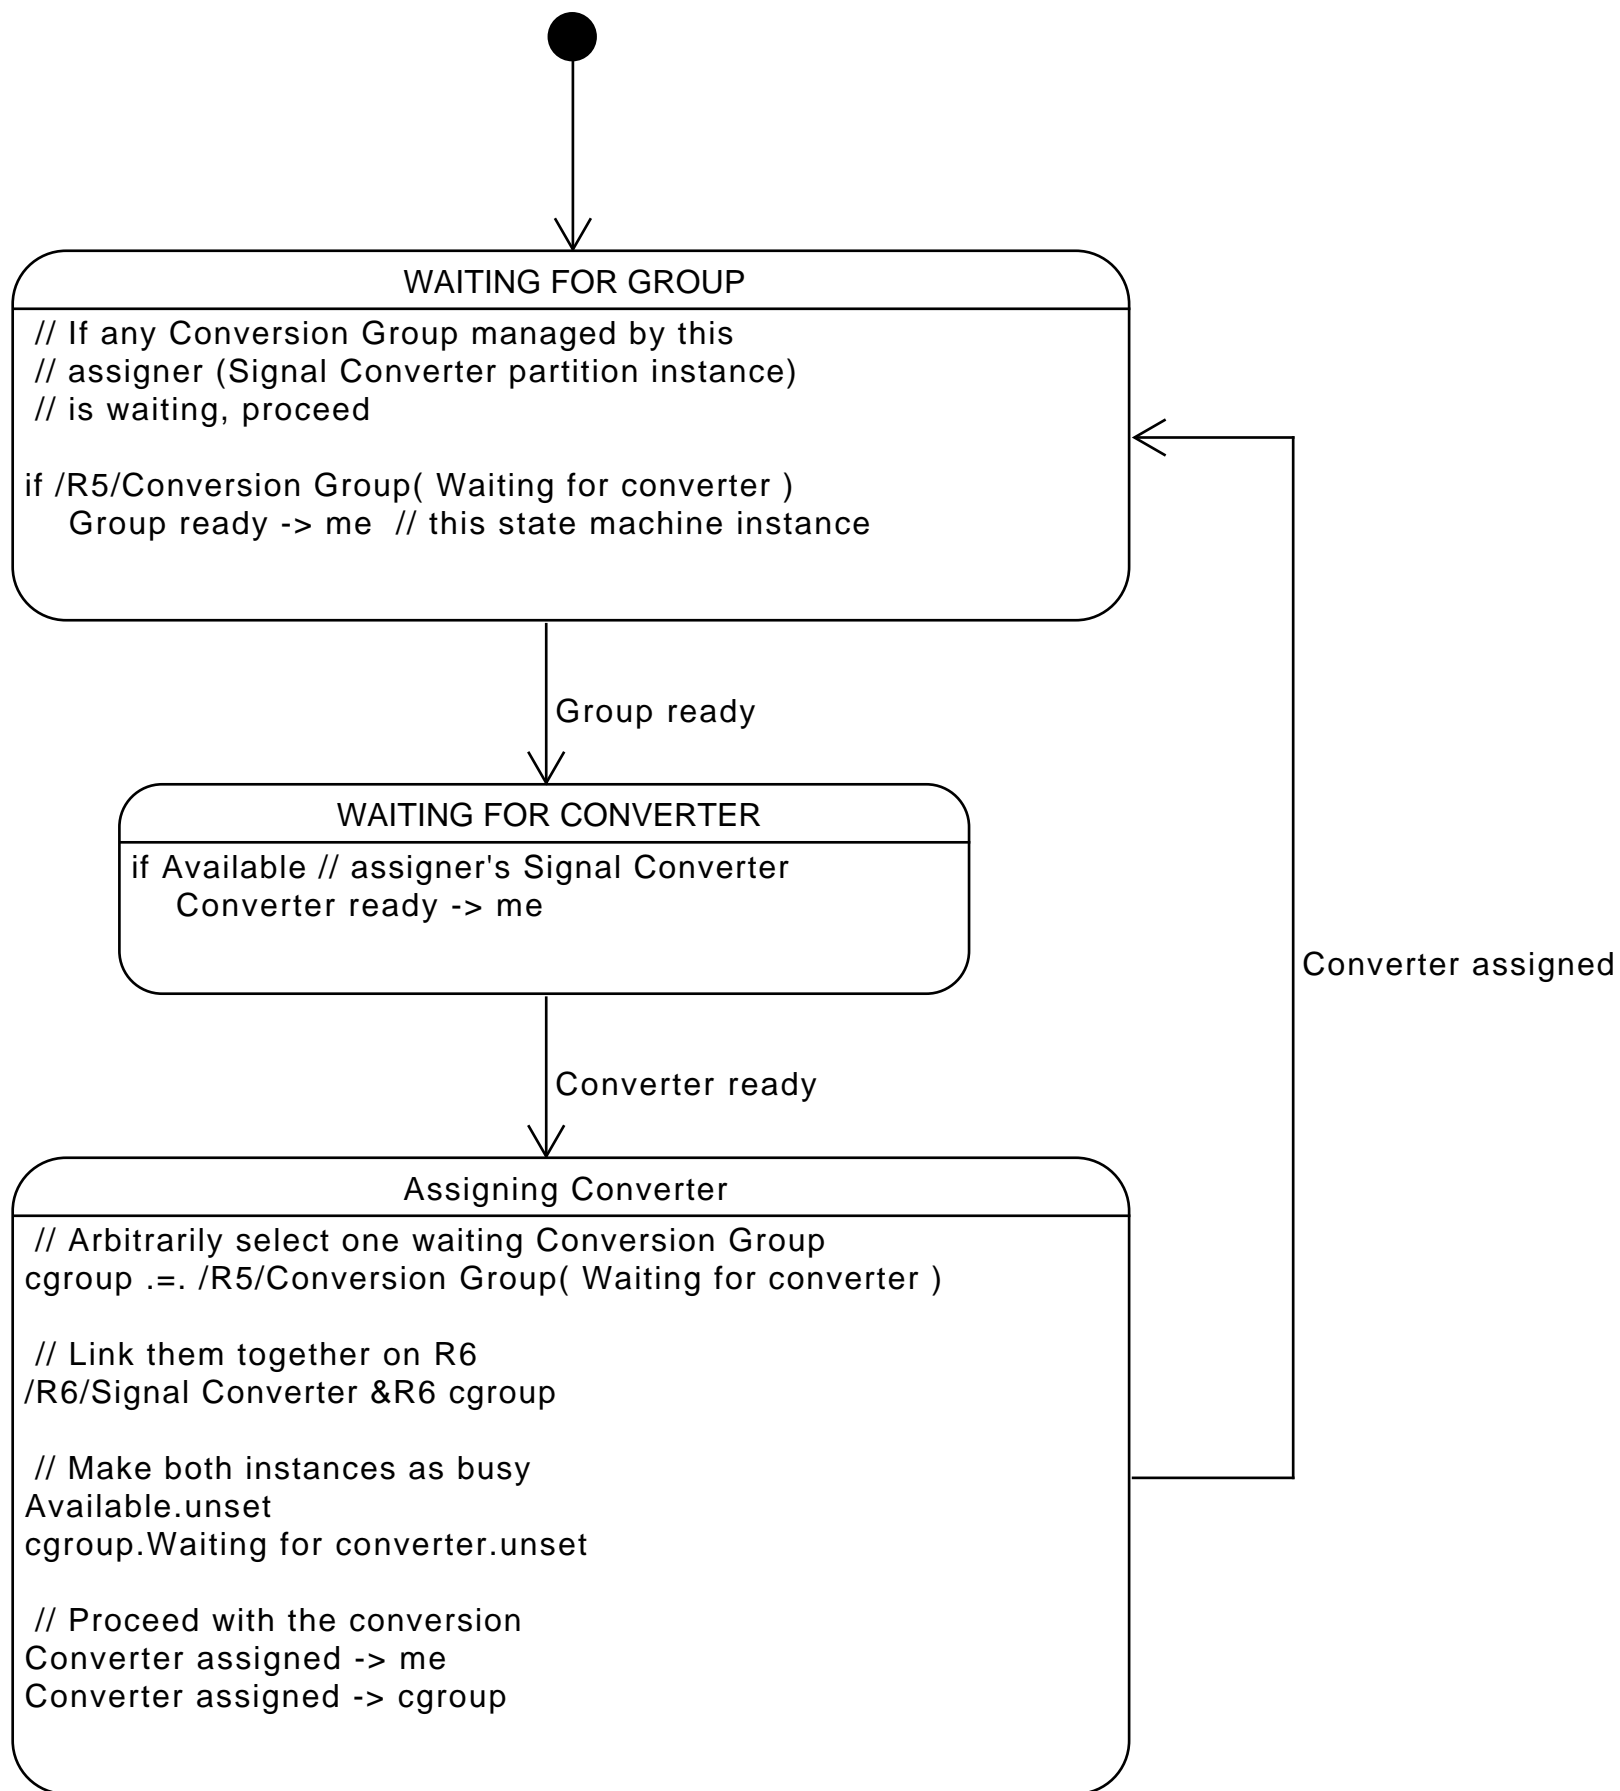 WAITING FOR GROUP
// If any Conversion Group managed by this
// assigner (Signal Converter partition instance)
// is waiting, proceed
if /R5/Conversion Group( Waiting for converter )
Group ready -> me  // this state machine instance
Group ready
WAITING FOR CONVERTER
if Available // assigner's Signal Converter
Converter ready -> me
Converter assigned
Converter ready
Assigning Converter
// Arbitrarily select one waiting Conversion Group
cgroup .=. /R5/Conversion Group( Waiting for converter )
// Link them together on R6
/R6/Signal Converter &R6 cgroup
// Make both instances as busy
Available.unset
cgroup.Waiting for converter.unset
// Proceed with the conversion
Converter assigned -> me
Converter assigned -> cgroup